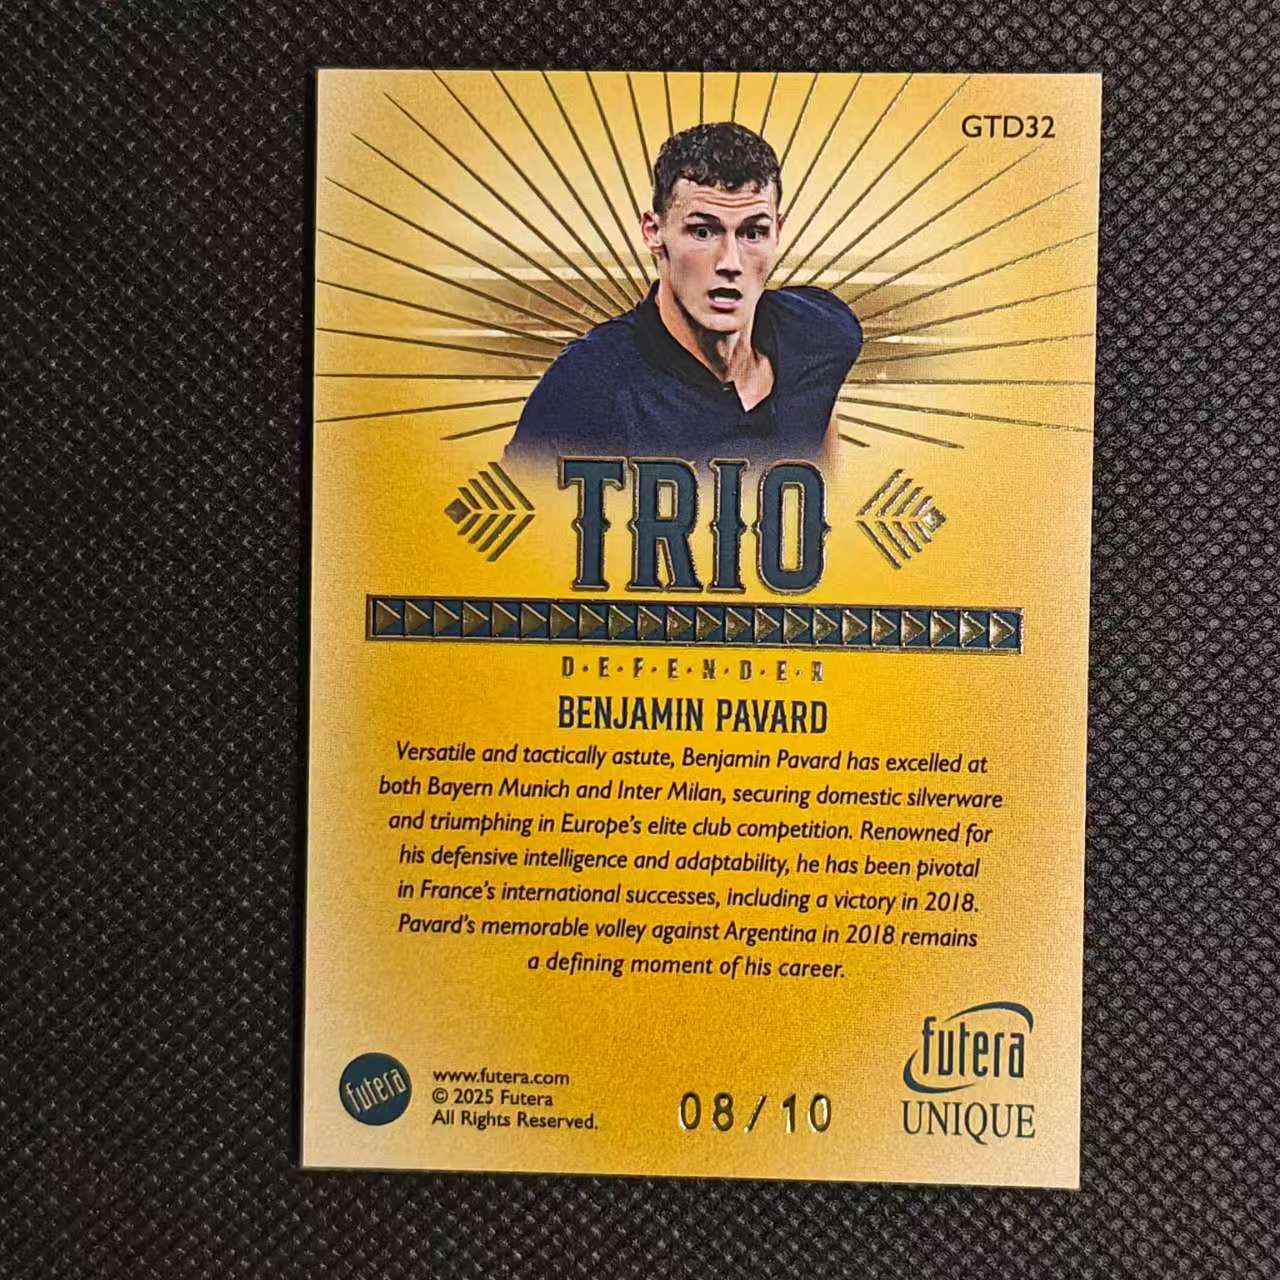 GTD32
TRIO
D·E·F·E·N·D·E·R
BENJAMIN PAVARD
Versatile and tactically astute, Benjamin Pavard has excelled at
both Bayern Munich and Inter Milan, securing domestic silverware
and triumphing in Europe's elite club competition. Renowned for
his defensive intelligence and adaptability, he has been pivotal
in France's international successes, including a victory in 2018.
Pavard's memorable volley against Argentina in 2018 remains
a defining moment of his career.
futera
www.futera.com
© 2025 Futera
All Rights Reserved.
08/10
futera
UNIQUE